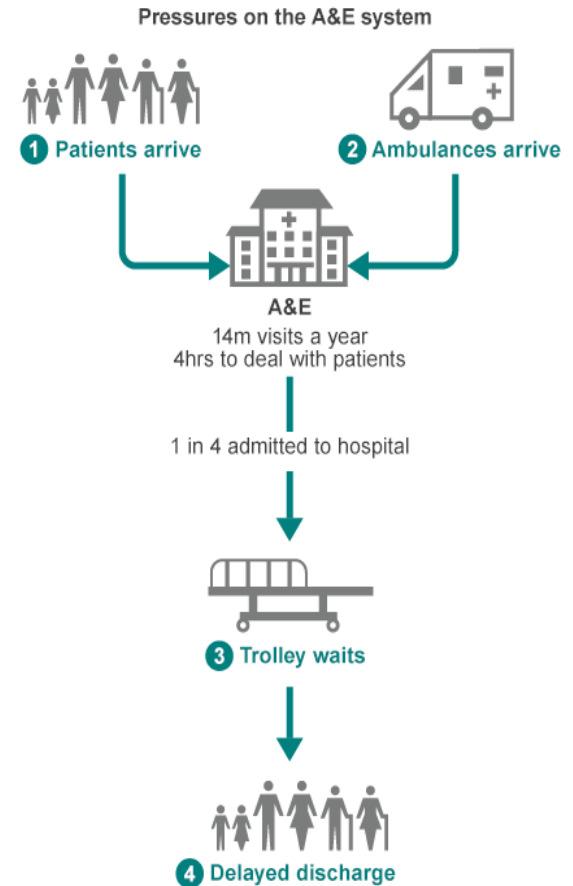 Pressures on the A&E system
1 Patients arrive
2 Ambulances arrive
A&E
14m visits a year
4hrs to deal with patients
1 in 4 admitted to hospital
3 Trolley waits
4 Delayed discharge